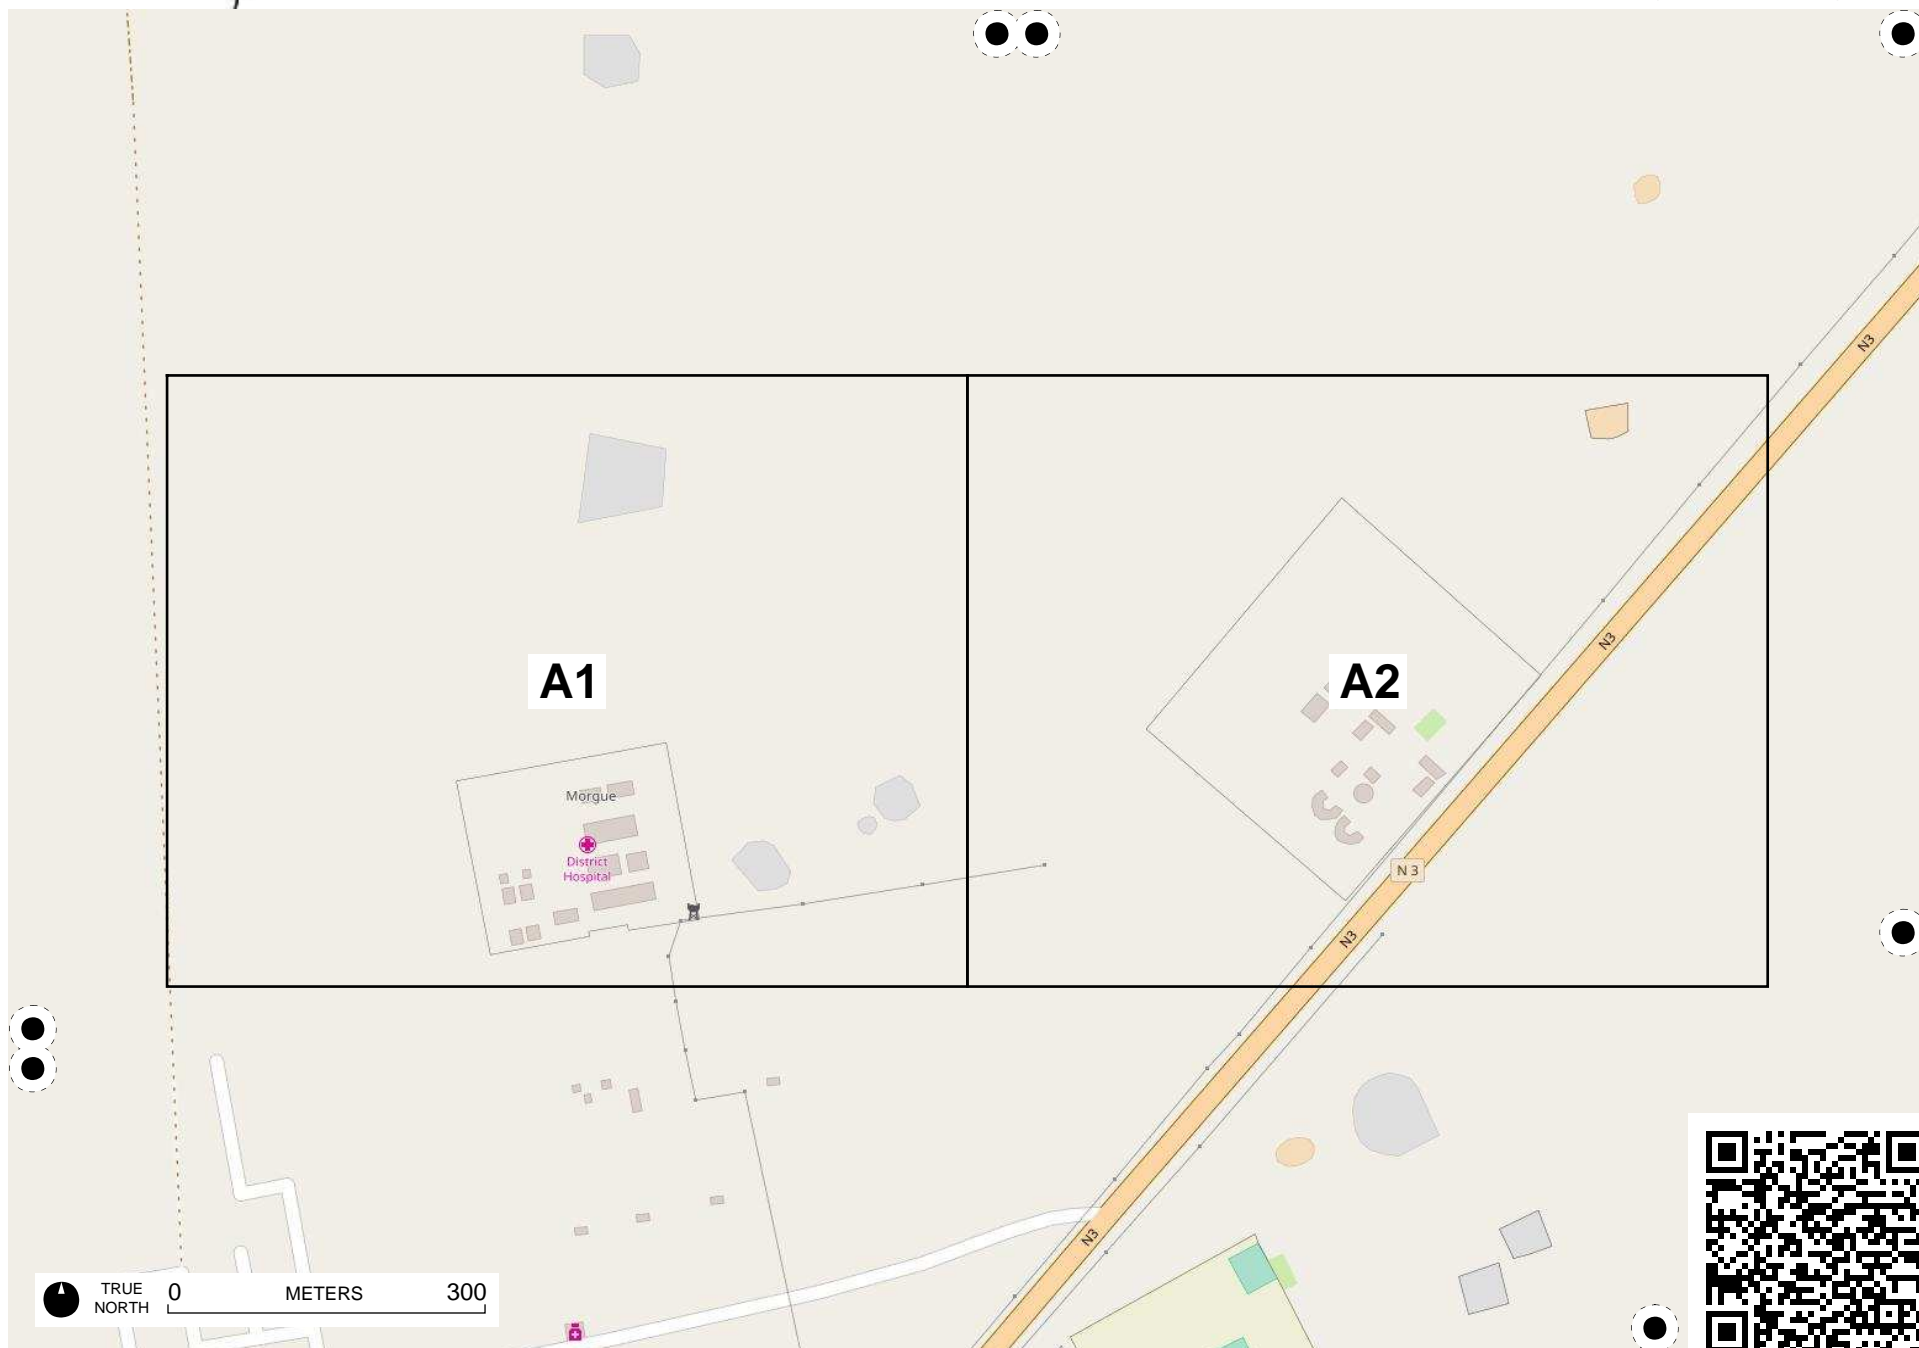 N3
A1
A2
N3
Morgue
District
Hospital
N 3
N3
N3
TRUE
NORTH
0
METERS
300